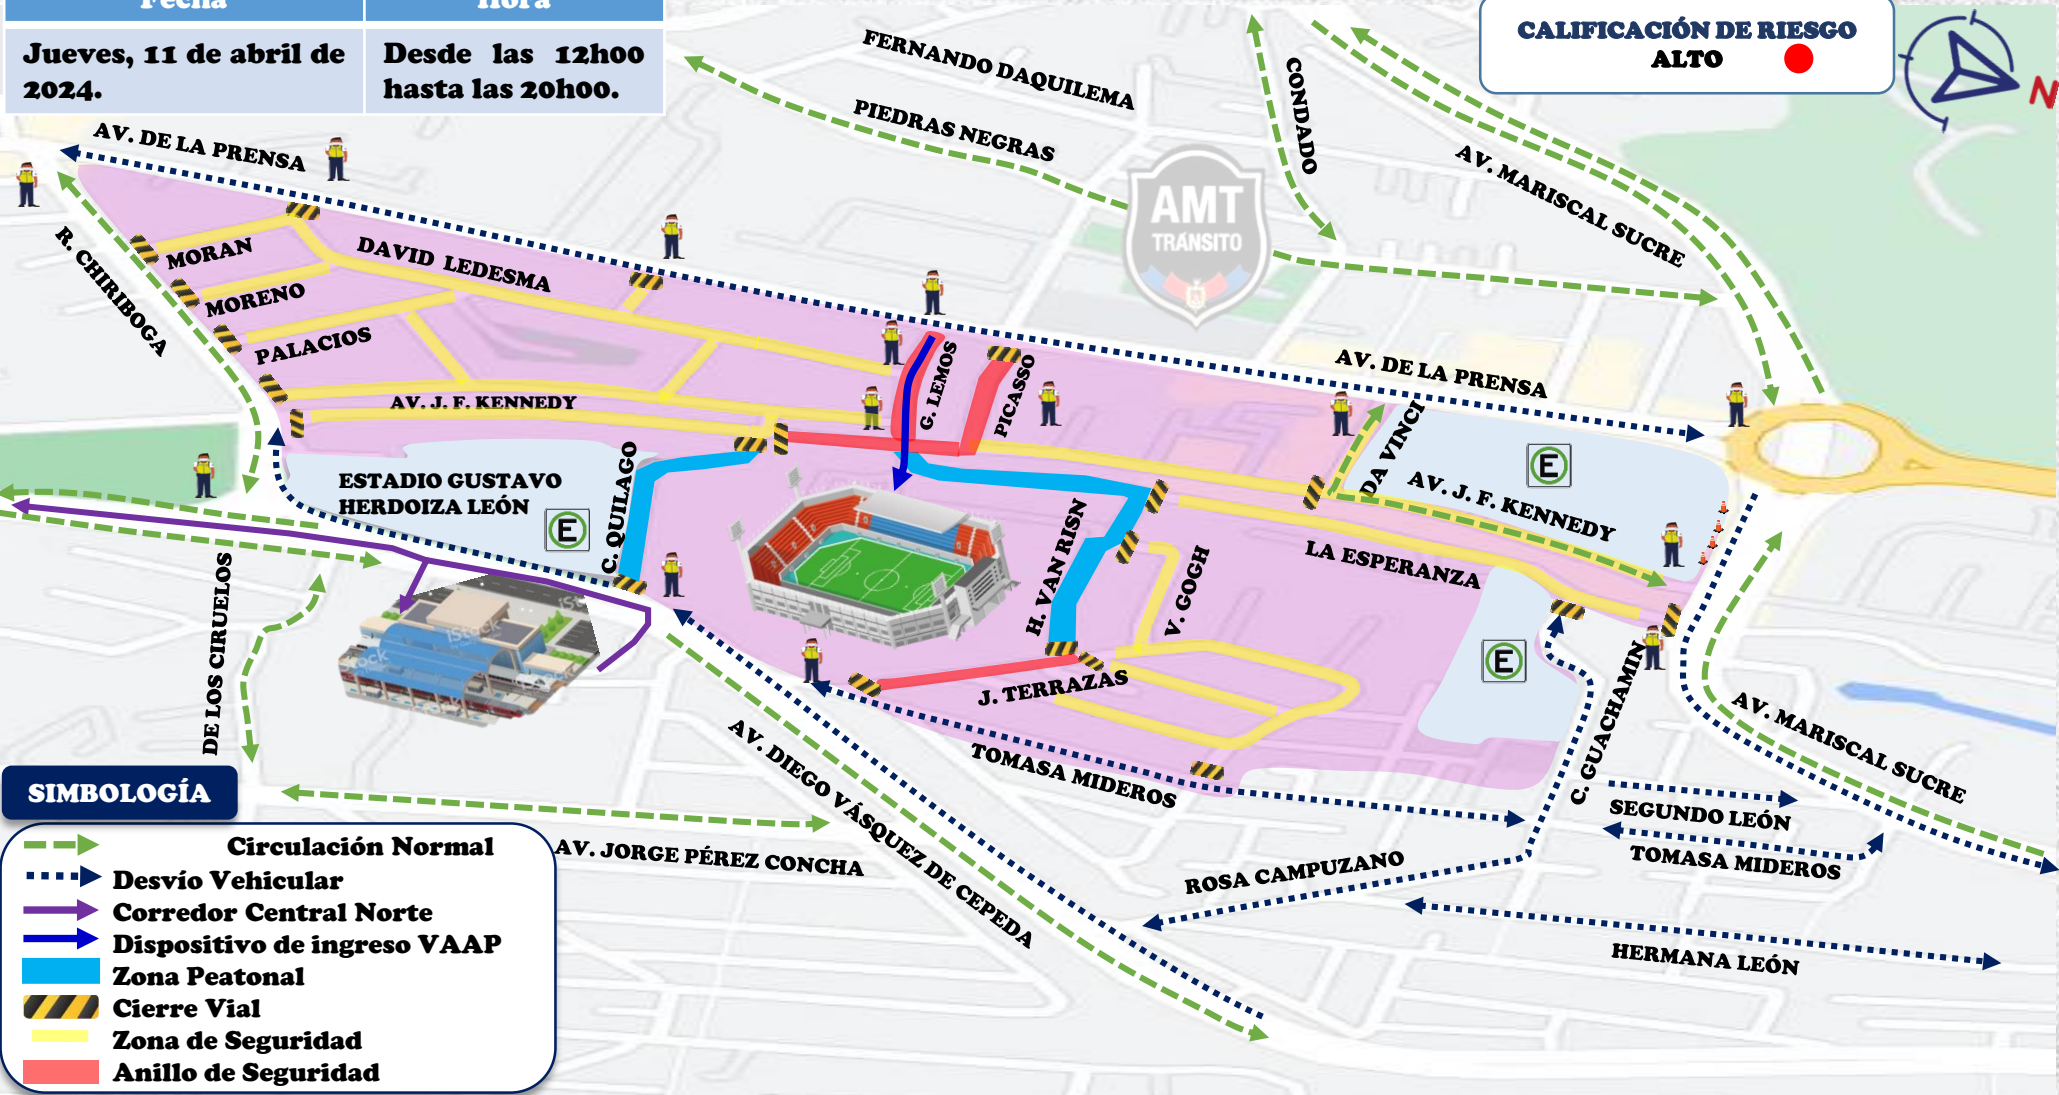 Fecha
Hora
Jueves, 11 de abril de
2024.
Desde las 12h00
hasta las 20h00.
CALIFICACIÓN DE RIESGO
ALTO
N
FERNANDO DAQUILEMA
PIEDRAS NEGRAS
CONDADO
AV. MARISCAL SUCRE
AMT
TRÁNSITO
AV. DE LA PRENSA
R. CHIRIBOGA
MORAN
DAVID LEDESMA
MORENO
PALACIOS
AV. J. F. KENNEDY
G. LEMOS
PICASSO
AV. DE LA PRENSA
DA VINCI
E
AV. J. F. KENNEDY
ESTADIO GUSTAVO
HERDOIZA LEÓN
E
C. QUILAGO
H. VAN RISN
V. GOGH
LA ESPERANZA
E
DE LOS CIRUELOS
iStock
J. TERRAZAS
C. GUACHAMIN
AV. MARISCAL SUCRE
TOMASA MIDEROS
AV. DIEGO VÁSQUEZ DE CEPEDA
SEGUNDO LEÓN
TOMASA MIDEROS
AV. JORGE PÉREZ CONCHA
ROSA CAMPUZANO
HERMANA LEÓN
SIMBOLOGÍA
Circulación Normal
Desvío Vehicular
Corredor Central Norte
Dispositivo de ingreso VAAP
Zona Peatonal
Cierre Vial
Zona de Seguridad
Anillo de Seguridad